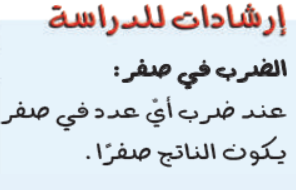 إرشادات للدراسة
الضرب في صفر:
عند ضرب أيّ عدد في صفر
يكون الناتج صفرًا.